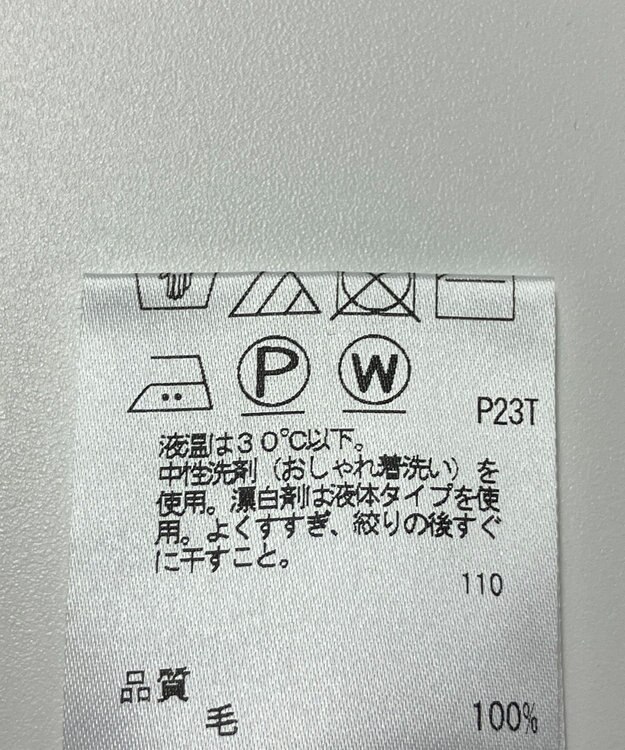 P W
P23T
液温は３０℃以下。
中性洗剤（おしゃれ着洗い）を
使用。漂白剤は液体タイプを使
用。よくすすぎ、絞りの後すぐ
に干すこと。
110
品質
毛 100%